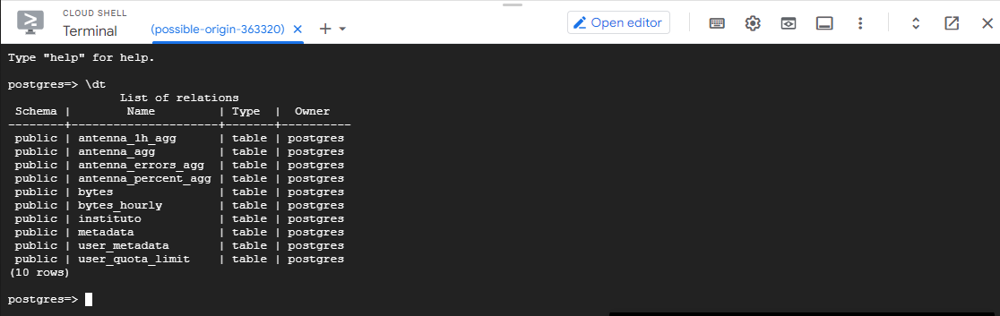 CLOUD SHELL
Terminal
(possible-origin-363320)
Open editor
Type "help" for help.
postgres=> \dt
List of relations
Schema | Name | Type | Owner
--------+---------------------+-------+----------
public | antenna_1h_agg | table | postgres
public | antenna_agg | table | postgres
public | antenna_errors_agg | table | postgres
public | antenna_percent_agg | table | postgres
public | bytes | table | postgres
public | bytes_hourly | table | postgres
public | instituto | table | postgres
public | metadata | table | postgres
public | user_metadata | table | postgres
public | user_quota_limit | table | postgres
(10 rows)
postgres=>